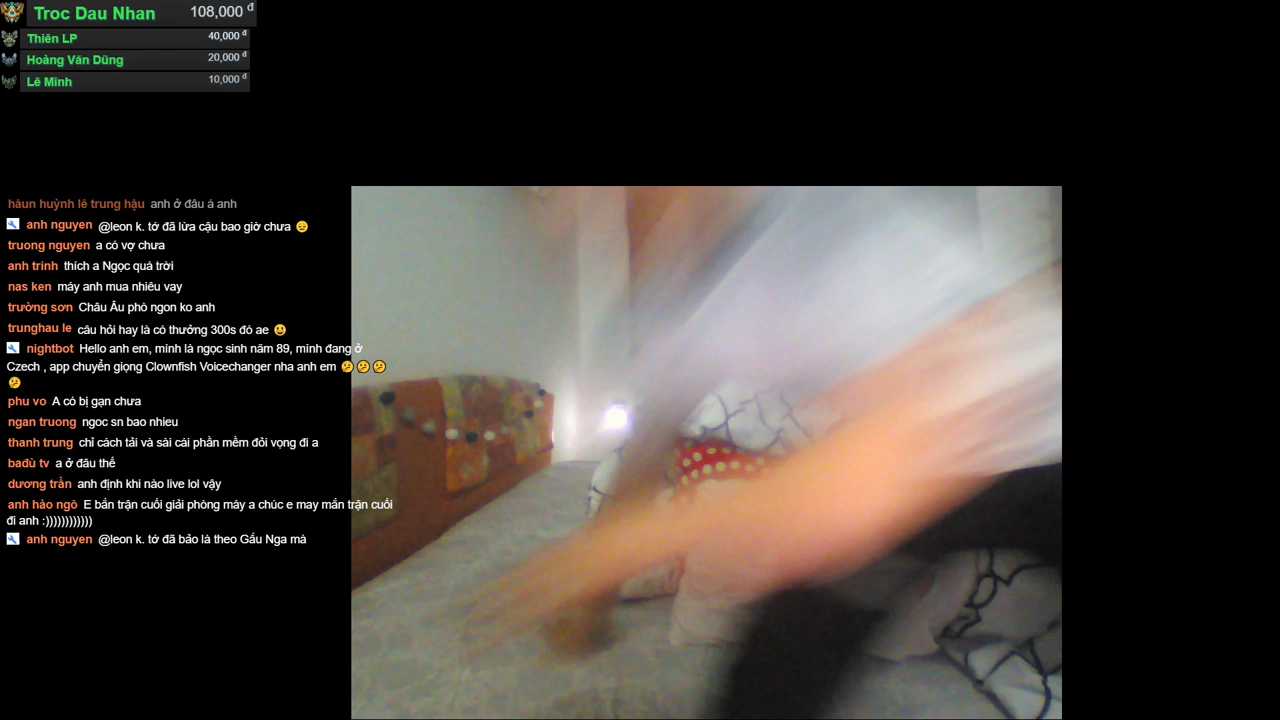 Troc Dau Nhan 108,000 đ
Thiên LP 40,000 đ
Hoảng Văn Dũng 20,000 đ
Lê Minh 10,000 đ
hàun huỳnh lê trung hậu anh ở đâu á anh
anh nguyen @leon k. tớ đã lừa cậu bao giờ chưa 😔
truong nguyen a có vợ chưa
anh trinh thích a Ngọc quà trời
nas ken máy anh mua nhiêu vay
trường sơn Châu Ấu phò ngon ko anh
trunghau le câu hỏi hay là có thưởng 300s đó ae 😃
nightbot Hello anh em, mình là ngọc sinh năm 89, mình đang ở
Czech , app chuyển giọng Clownfish Voicechanger nha anh em 🤔🤔🤔
🤔
phu vo A có bị gạn chưa
ngan truong ngoc sn bao nhieu
thanh trung chỉ cách tải và sài cái phần mềm đổi vọng đi a
badù tv a ở đâu thế
dương trần anh định khi nào live lol vậy
anh hào ngô E bắn trận cuối giải phòng máy a chúc e may mắn trận cuối
đi anh :))))))))))))
anh nguyen @leon k. tớ đã bảo là theo Gấu Nga mà